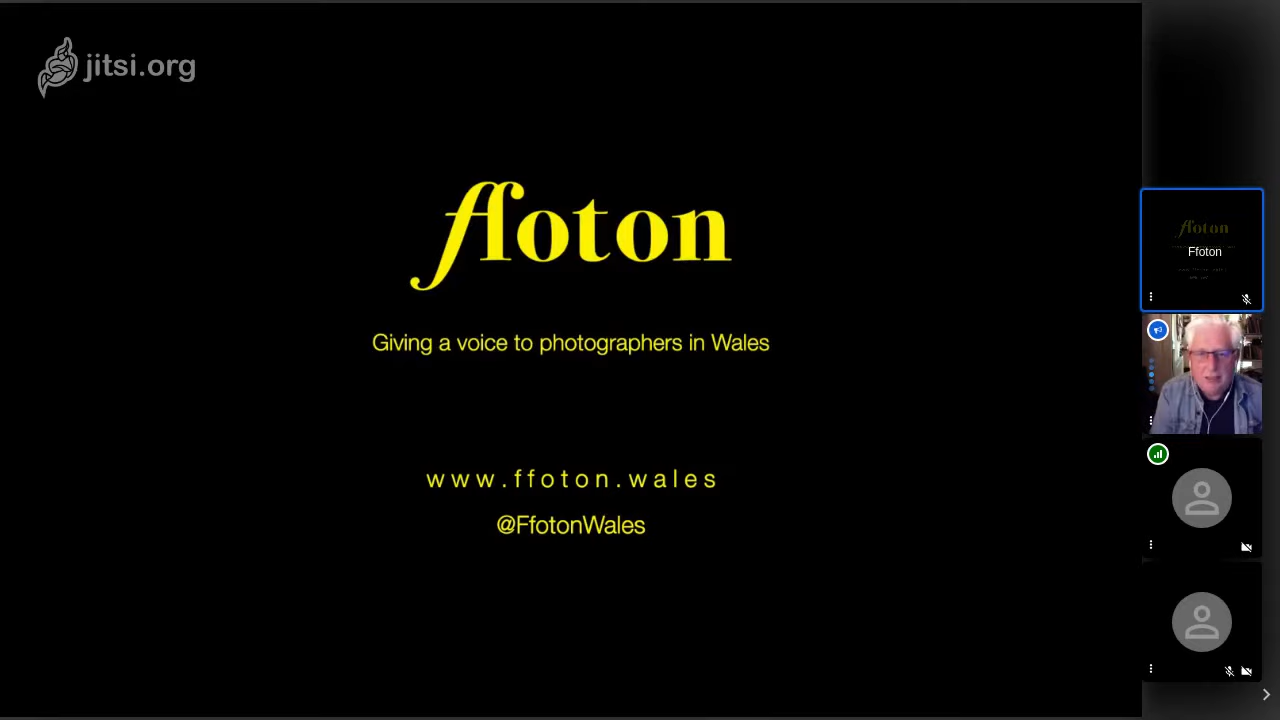 jitsi.org
ffoton
Giving a voice to photographers in Wales
www.ffoton.wales
@FfotonWales
Ffoton